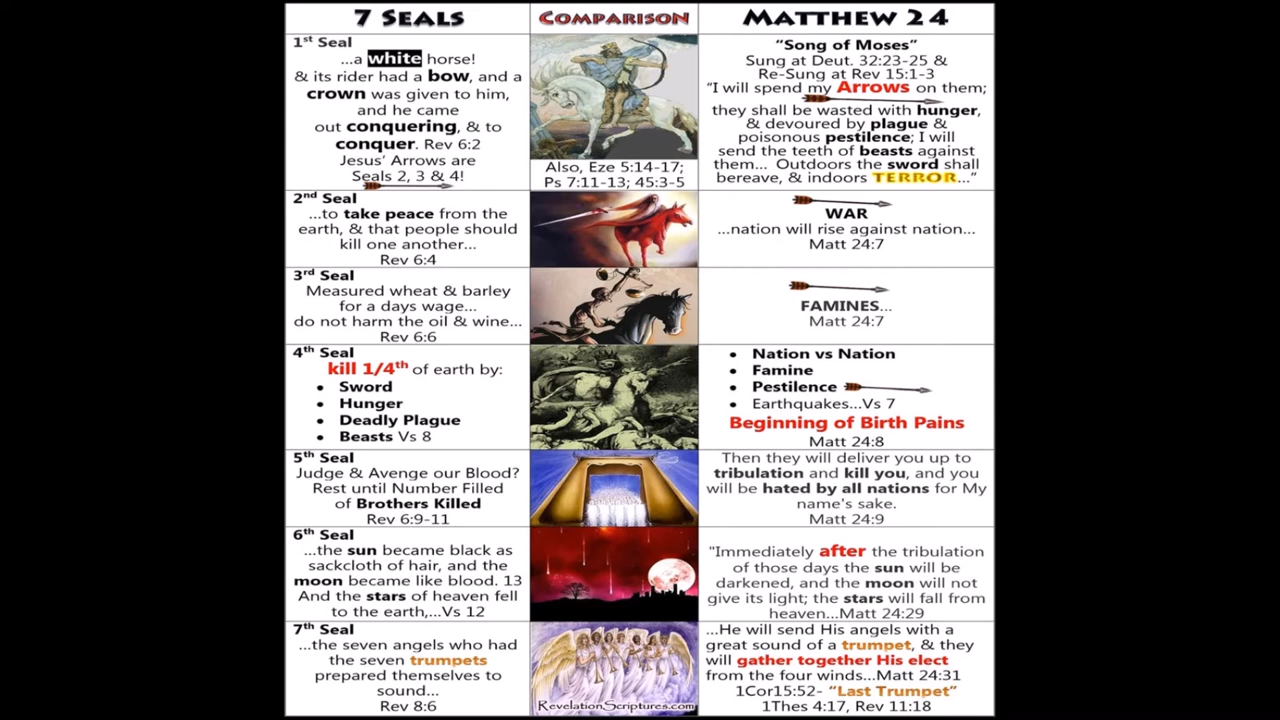 7 SEALS
COMPARISON
MATTHEW 24
1st Seal
...a white horse!
& its rider had a bow, and a
crown was given to him,
and he came
out conquering, & to
conquer. Rev 6:2
Jesus' Arrows are
Seals 2, 3 & 4!
Also, Eze 5:14-17;
Ps 7:11-13; 45:3-5
"Song of Moses"
Sung at Deut. 32:23-25 &
Re-Sung at Rev 15:1-3
"I will spend my Arrows on them;
they shall be wasted with hunger,
& devoured by plague &
poisonous pestilence; I will
send the teeth of beasts against
them... Outdoors the sword shall
bereave, & indoors TERROR..."
2nd Seal
...to take peace from the
earth, & that people should
kill one another...
Rev 6:4
WAR
...nation will rise against nation...
Matt 24:7
3rd Seal
Measured wheat & barley
for a days wage...
do not harm the oil & wine...
Rev 6:6
FAMINES...
Matt 24:7
4th Seal
kill 1/4th of earth by:
• Sword
• Hunger
• Deadly Plague
• Beasts Vs 8
• Nation vs Nation
• Famine
• Pestilence
• Earthquakes...Vs 7
Beginning of Birth Pains
Matt 24:8
5th Seal
Judge & Avenge our Blood?
Rest until Number Filled
of Brothers Killed
Rev 6:9-11
Then they will deliver you up to
tribulation and kill you, and you
will be hated by all nations for My
name's sake.
Matt 24:9
6th Seal
...the sun became black as
sackcloth of hair, and the
moon became like blood. 13
And the stars of heaven fell
to the earth,...Vs 12
"Immediately after the tribulation
of those days the sun will be
darkened, and the moon will not
give its light; the stars will fall from
heaven...Matt 24:29
7th Seal
...the seven angels who had
the seven trumpets
prepared themselves to
sound...
Rev 8:6
RevelationScriptures.com
...He will send His angels with a
great sound of a trumpet, & they
will gather together His elect
from the four winds...Matt 24:31
1Cor15:52- "Last Trumpet"
1Thes 4:17, Rev 11:18